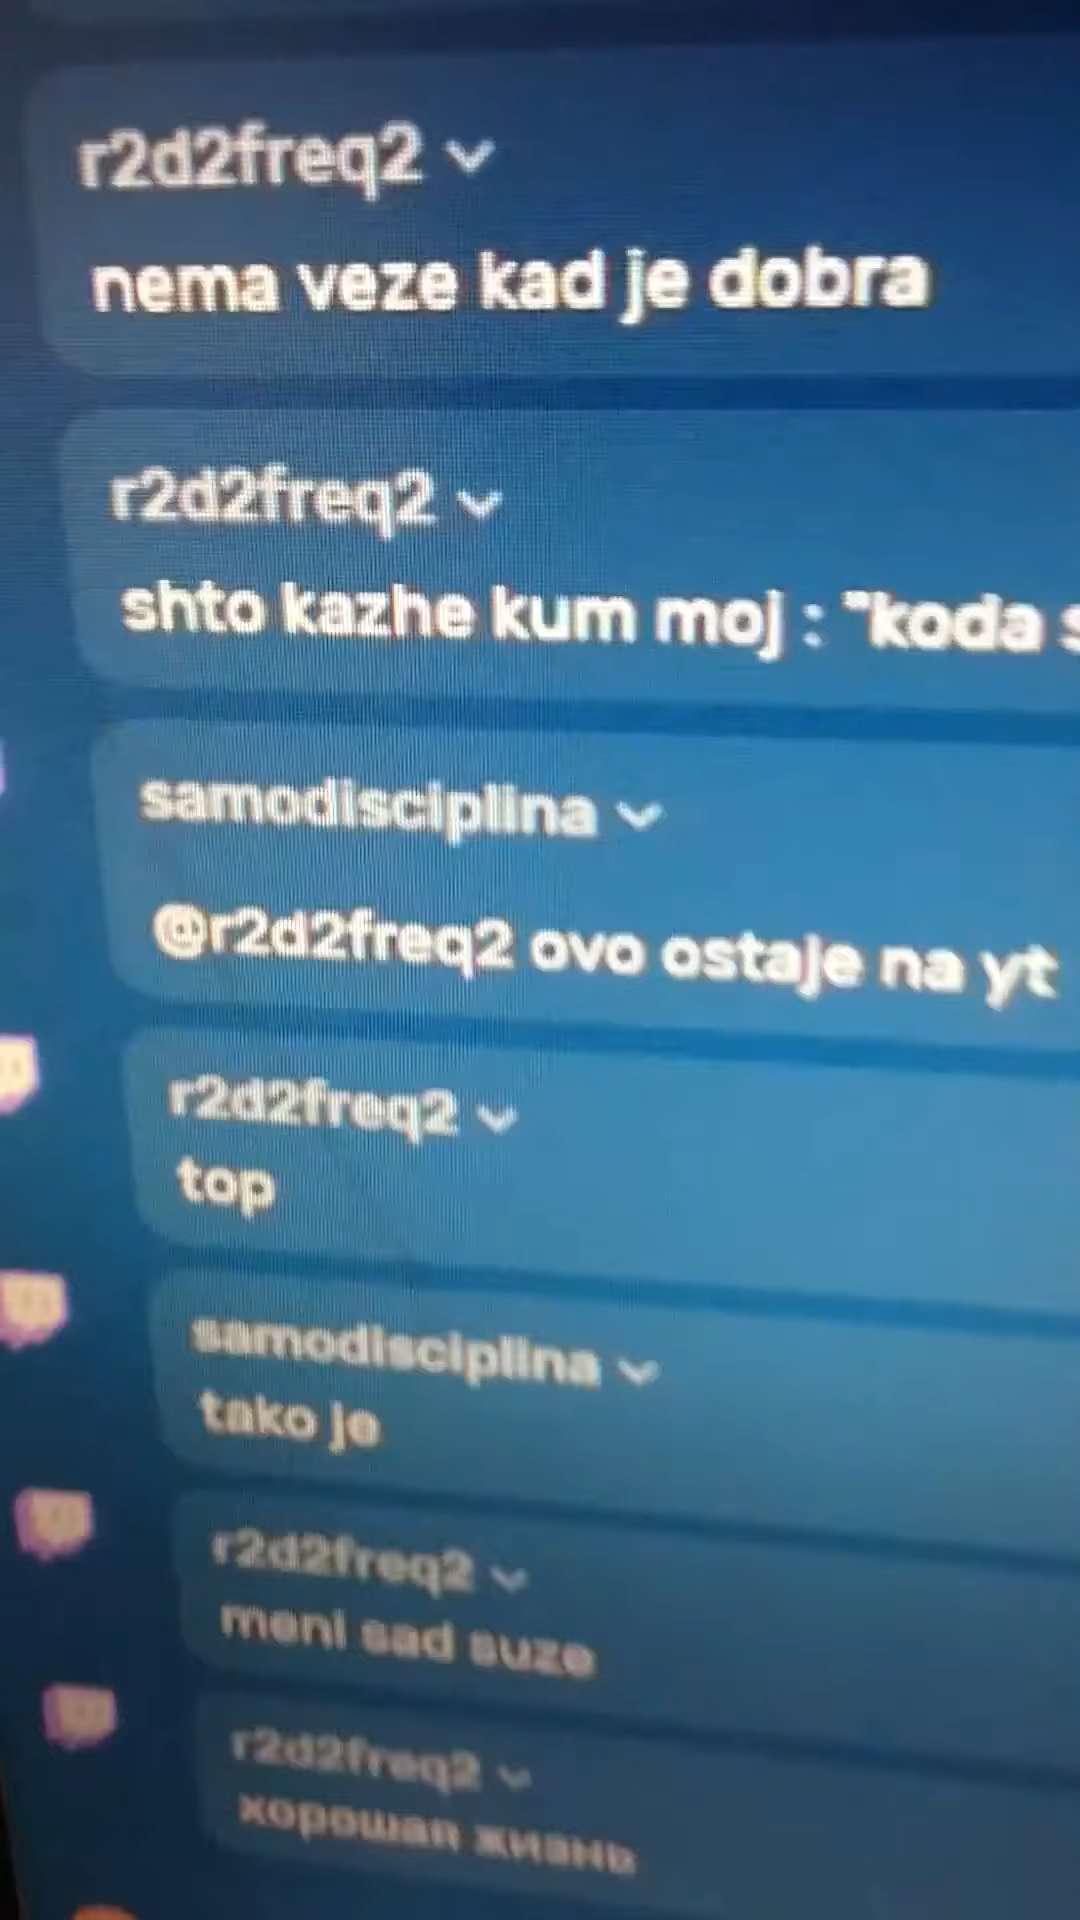 r2d2freq2
nema veze kad je dobra
r2d2freq2
shto kazhe kum moj : "koda
samodisciplina
@r2d2freq2 ovo ostaje na yt
r2d2freq2
top
samodisciplina
tako je
r2d2freq2
meni sad suze
r2d2freq2
хорошая жизнь